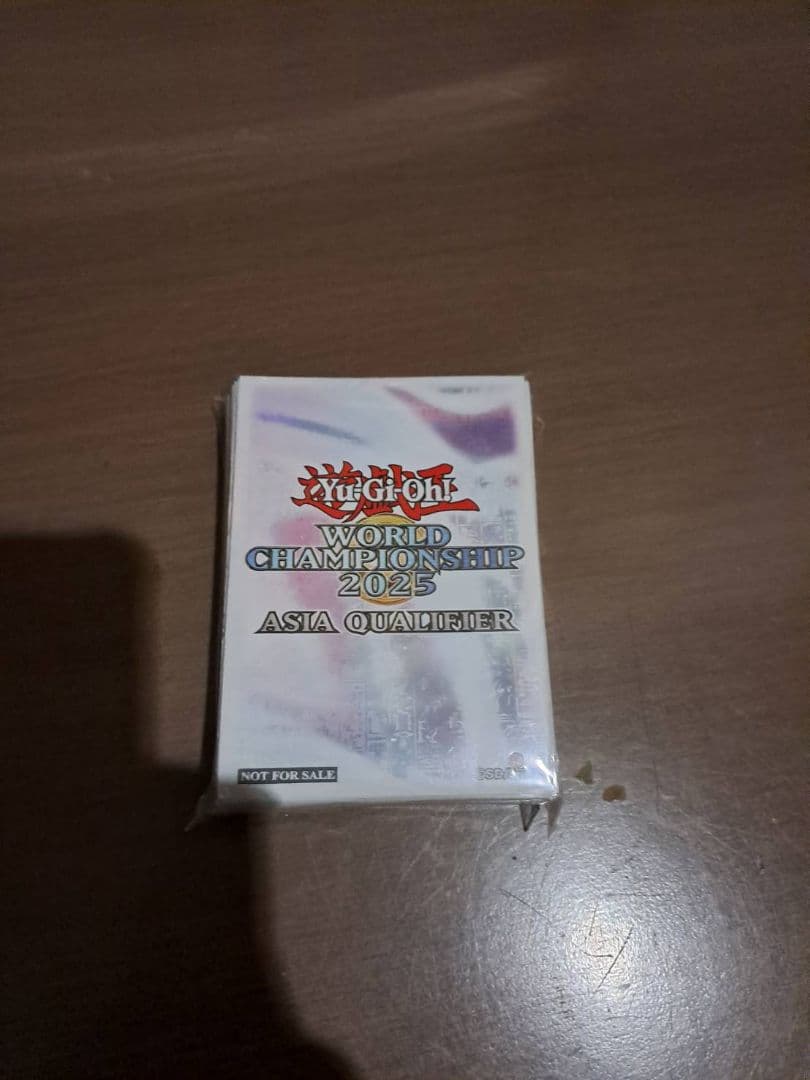 遊戯王
Yu-Gi-Oh!
WORLD
CHAMPIONSHIP
2025
ASIA QUALIFIER
NOT FOR SALE